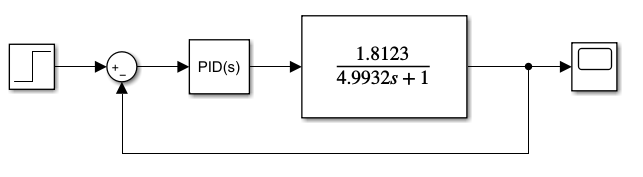 +
−
PID(s)
1.8123
4.9932s + 1